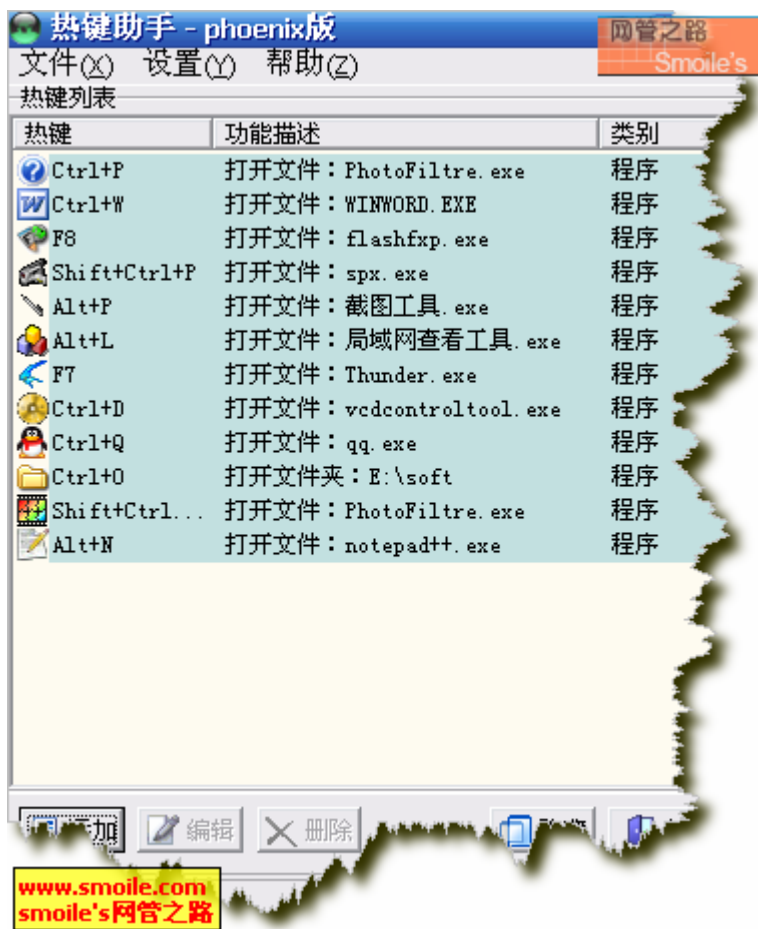 热键助手 - phoenix版
网管之路
Smoile's
文件(X) 设置(Y) 帮助(Z)
热键列表
热键 功能描述 类别
Ctrl+P 打开文件：PhotoFiltre.exe 程序
Ctrl+W 打开文件：WINWORD.EXE 程序
F8 打开文件：flashfxp.exe 程序
Shift+Ctrl+P 打开文件：spx.exe 程序
Alt+P 打开文件：截图工具.exe 程序
Alt+L 打开文件：局域网查看工具.exe 程序
F7 打开文件：Thunder.exe 程序
Ctrl+D 打开文件：vcdcontroltool.exe 程序
Ctrl+Q 打开文件：qq.exe 程序
Ctrl+O 打开文件夹：E:\soft 程序
Shift+Ctrl... 打开文件：PhotoFiltre.exe 程序
Alt+N 打开文件：notepad++.exe 程序
添加 编辑 删除
www.smoile.com
smoile's网管之路